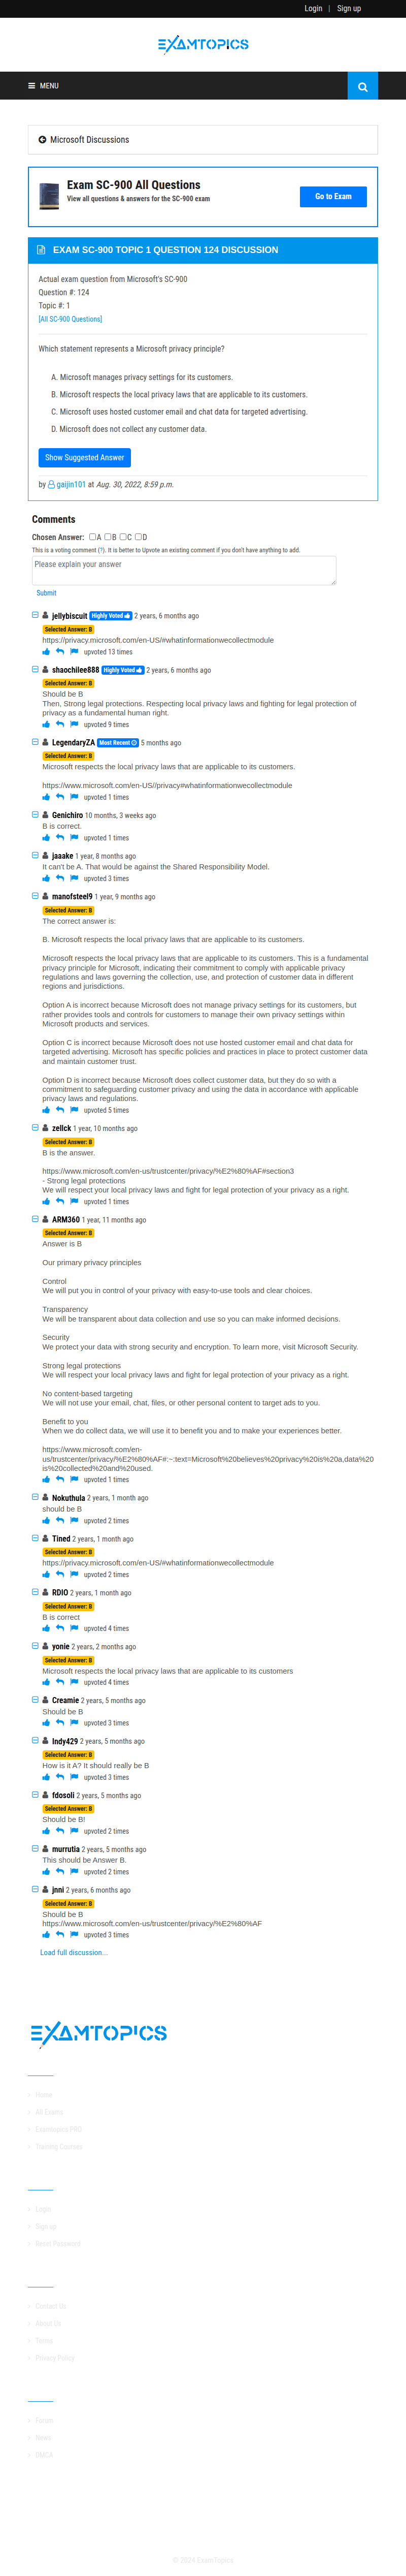 Login | Sign up
EXAMTOPICS
MENU
Microsoft Discussions
Exam SC-900 All Questions
View all questions & answers for the SC-900 exam
Go to Exam
EXAM SC-900 TOPIC 1 QUESTION 124 DISCUSSION
Actual exam question from Microsoft's SC-900
Question #: 124
Topic #: 1
[All SC-900 Questions]
Which statement represents a Microsoft privacy principle?
A. Microsoft manages privacy settings for its customers.
B. Microsoft respects the local privacy laws that are applicable to its customers.
C. Microsoft uses hosted customer email and chat data for targeted advertising.
D. Microsoft does not collect any customer data.
Show Suggested Answer
by gaijin101 at Aug. 30, 2022, 8:59 p.m.
Comments
Chosen Answer: A B C D
This is a voting comment (?). It is better to Upvote an existing comment if you don't have anything to add.
Please explain your answer
Submit
jellybiscuit Highly Voted 2 years, 6 months ago
Selected Answer: B
https://privacy.microsoft.com/en-US/#whatinformationwecollectmodule
upvoted 13 times
shaochilee888 Highly Voted 2 years, 6 months ago
Selected Answer: B
Should be B
Then, Strong legal protections. Respecting local privacy laws and fighting for legal protection of
privacy as a fundamental human right.
upvoted 9 times
LegendaryZA Most Recent 5 months ago
Selected Answer: B
Microsoft respects the local privacy laws that are applicable to its customers.
https://www.microsoft.com/en-US//privacy#whatinformationwecollectmodule
upvoted 1 times
Genichiro 10 months, 3 weeks ago
B is correct.
upvoted 1 times
jaaake 1 year, 8 months ago
It can't be A. That would be against the Shared Responsibility Model.
upvoted 3 times
manofsteel9 1 year, 9 months ago
Selected Answer: B
The correct answer is:
B. Microsoft respects the local privacy laws that are applicable to its customers.
Microsoft respects the local privacy laws that are applicable to its customers. This is a fundamental
privacy principle for Microsoft, indicating their commitment to comply with applicable privacy
regulations and laws governing the collection, use, and protection of customer data in different
regions and jurisdictions.
Option A is incorrect because Microsoft does not manage privacy settings for its customers, but
rather provides tools and controls for customers to manage their own privacy settings within
Microsoft products and services.
Option C is incorrect because Microsoft does not use hosted customer email and chat data for
targeted advertising. Microsoft has specific policies and practices in place to protect customer data
and maintain customer trust.
Option D is incorrect because Microsoft does collect customer data, but they do so with a
commitment to safeguarding customer privacy and using the data in accordance with applicable
privacy laws and regulations.
upvoted 5 times
zellck 1 year, 10 months ago
Selected Answer: B
B is the answer.
https://www.microsoft.com/en-us/trustcenter/privacy/%E2%80%AF#section3
- Strong legal protections
We will respect your local privacy laws and fight for legal protection of your privacy as a right.
upvoted 1 times
ARM360 1 year, 11 months ago
Selected Answer: B
Answer is B
Our primary privacy principles
Control
We will put you in control of your privacy with easy-to-use tools and clear choices.
Transparency
We will be transparent about data collection and use so you can make informed decisions.
Security
We protect your data with strong security and encryption. To learn more, visit Microsoft Security.
Strong legal protections
We will respect your local privacy laws and fight for legal protection of your privacy as a right.
No content-based targeting
We will not use your email, chat, files, or other personal content to target ads to you.
Benefit to you
When we do collect data, we will use it to benefit you and to make your experiences better.
https://www.microsoft.com/en-
us/trustcenter/privacy/%E2%80%AF#:~:text=Microsoft%20believes%20privacy%20is%20a,data%20
is%20collected%20and%20used.
upvoted 1 times
Nokuthula 2 years, 1 month ago
should be B
upvoted 2 times
Tined 2 years, 1 month ago
Selected Answer: B
https://privacy.microsoft.com/en-US/#whatinformationwecollectmodule
upvoted 2 times
RDIO 2 years, 1 month ago
Selected Answer: B
B is correct
upvoted 4 times
yonie 2 years, 2 months ago
Selected Answer: B
Microsoft respects the local privacy laws that are applicable to its customers
upvoted 4 times
Creamie 2 years, 5 months ago
Should be B
upvoted 3 times
Indy429 2 years, 5 months ago
Selected Answer: B
How is it A? It should really be B
upvoted 3 times
fdosoli 2 years, 5 months ago
Selected Answer: B
Should be B!
upvoted 2 times
murrutia 2 years, 5 months ago
This should be Answer B.
upvoted 2 times
jnni 2 years, 6 months ago
Selected Answer: B
Should be B
https://www.microsoft.com/en-us/trustcenter/privacy/%E2%80%AF
upvoted 3 times
Load full discussion...
EXAMTOPICS
Home
All Exams
Examtopics PRO
Training Courses
Login
Sign up
Reset Password
Contact Us
About Us
Terms
Privacy Policy
Forum
News
DMCA
© 2024 ExamTopics